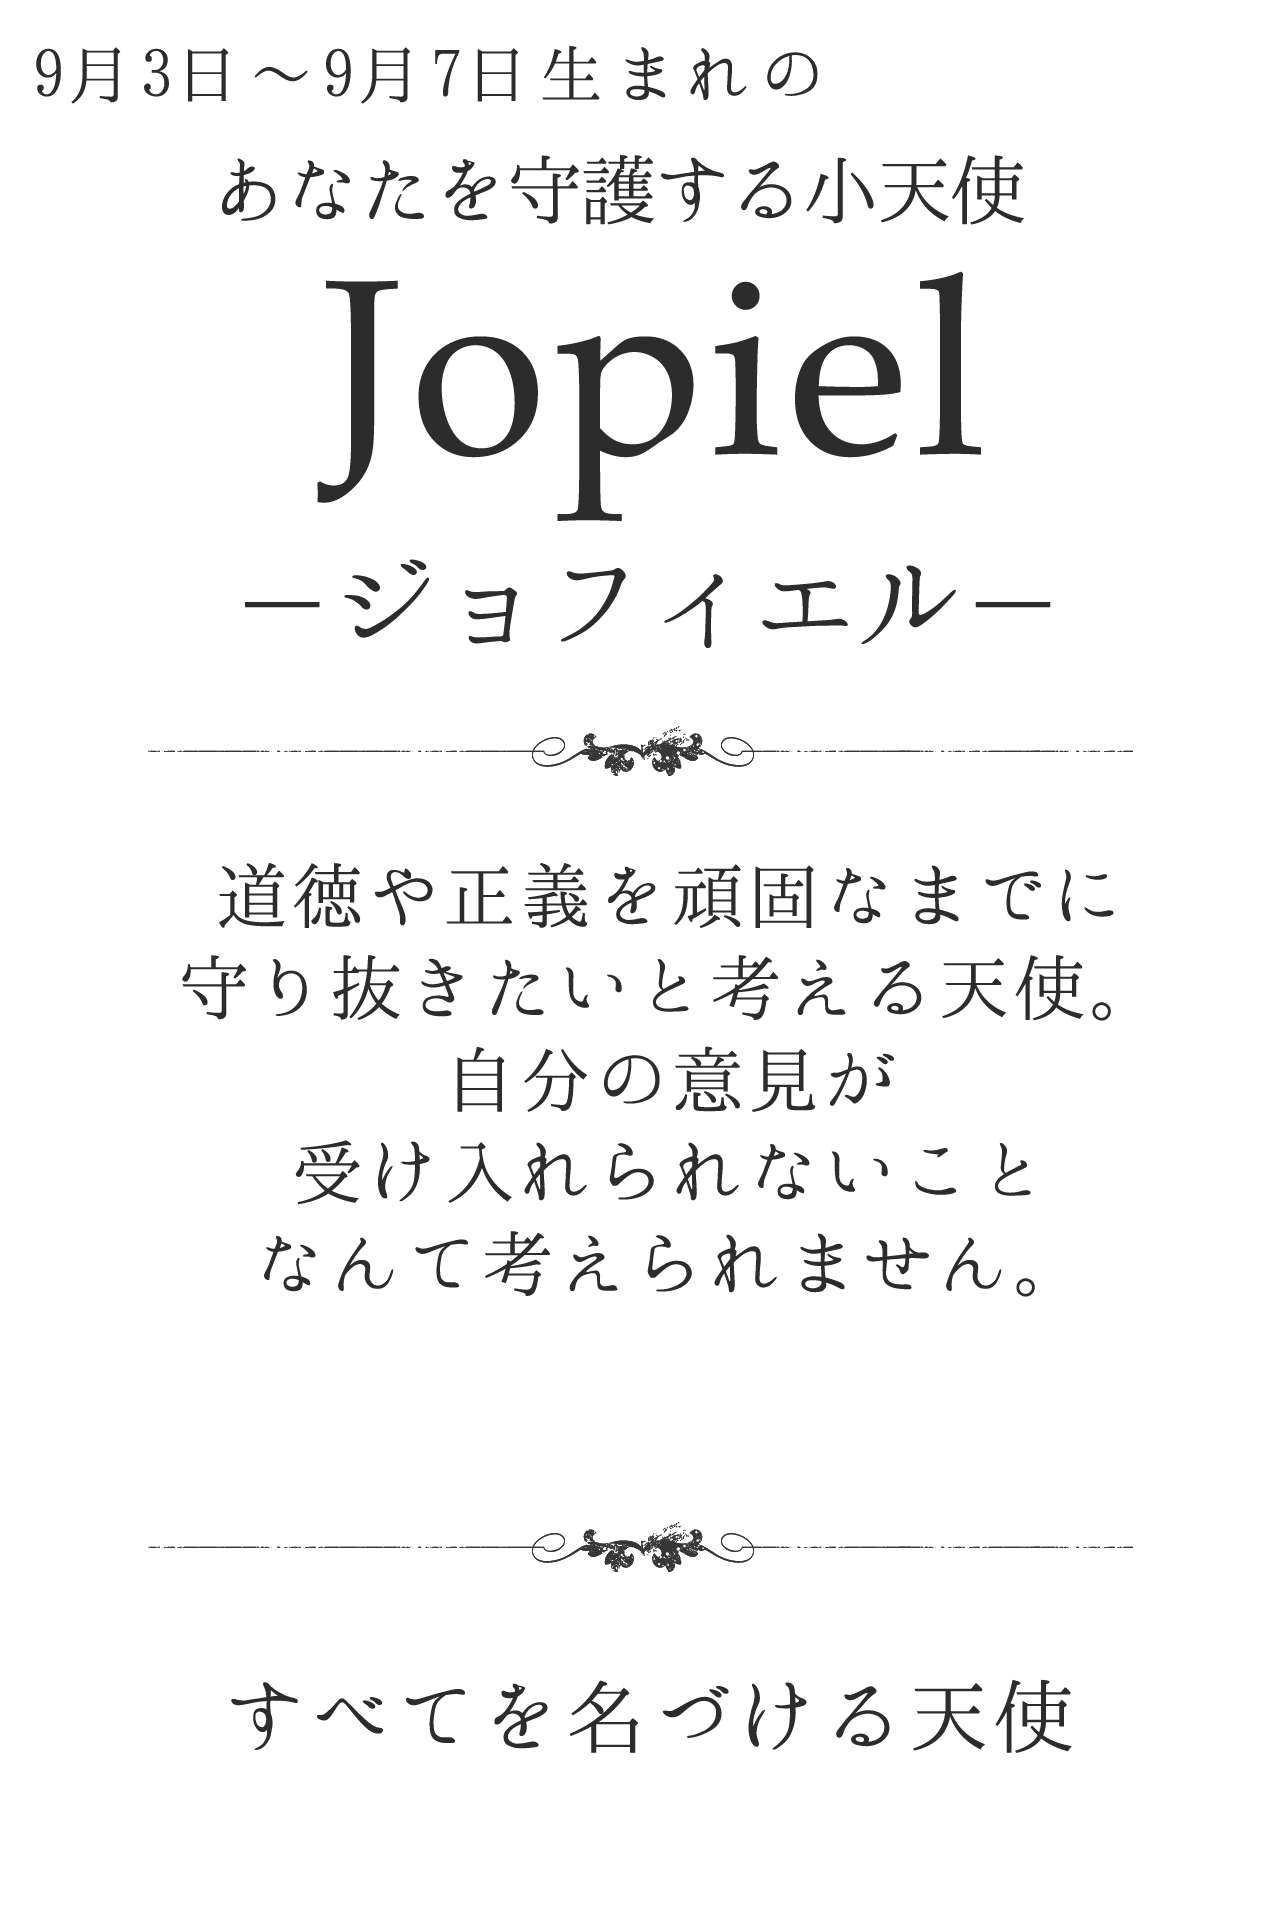 9月3日～9月7日生まれの
あなたを守護する小天使
Jopiel
―ジョフィエル―
道徳や正義を頑固なまでに
守り抜きたいと考える天使。
自分の意見が
受け入れられないこと
なんて考えられません。
すべてを名づける天使